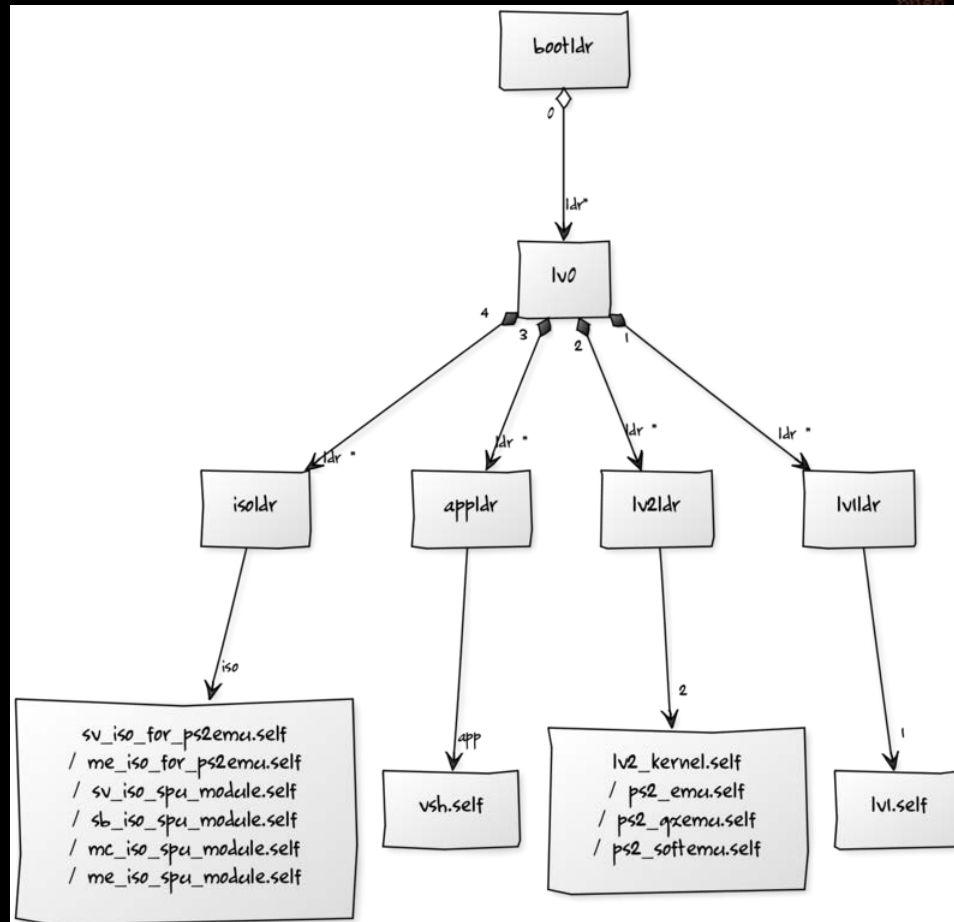 bootldr
0
ldr*
lv0
4
3
2
1
ldr *
ldr *
ldr *
ldr *
isoldr
appldr
lv2ldr
lv1ldr
iso
app
2
1
sv_iso_for_ps2emu.self
/ me_iso_for_ps2emu.self
/ sv_iso_spu_module.self
/ sb_iso_spu_module.self
/ mc_iso_spu_module.self
/ me_iso_spu_module.self
vsh.self
lv2_kernel.self
/ ps2_emu.self
/ ps2_gxemu.self
/ ps2_softemu.self
lv1.self